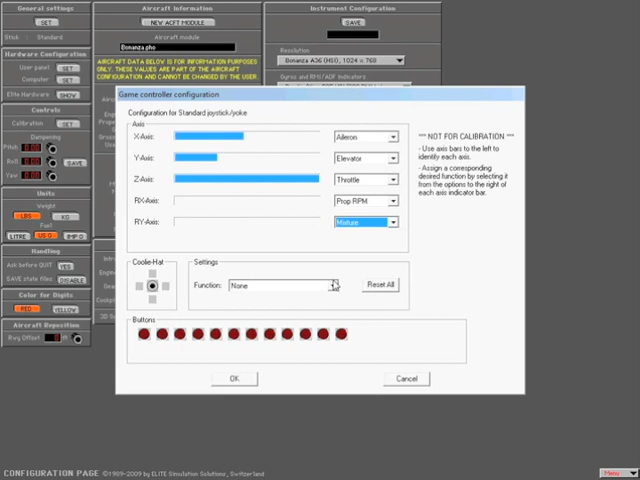 General settings
SET
Stick : Standard
Hardware Configuration
User panel : SET
Computer : SET
Elite Hardware SHOW
Controls
Calibration : SET
Dampening
Pitch
Roll
SAVE
Yaw
Units
Weight
LBS KG
Fuel
LITRE US G IMP G
Handling
Ask before QUIT YES
SAVE state files: DISABLE
Color for Digits
RED YELLOW
Aircraft Reposition
Rwy Offset ft
Aircraft Information
NEW ACFT MODULE
Aircraft module
Bonanza.pho
AIRCRAFT DATA BELOW IS FOR INFORMATION PURPOSES
ONLY. THESE VALUES ARE PART OF THE AIRCRAFT
CONFIGURATION AND CANNOT BE CHANGED BY THE USER.
Instrument Configuration
SAVE
Resolution
Bonanza A36 (HSI), 1024 x 768
Gyros and RMI/ADF Indicators
Game controller configuration
Configuration for Standard joystick/yoke
Axis
X-Axis: Aileron
Y-Axis: Elevator
Z-Axis: Throttle
RX-Axis: Prop RPM
RY-Axis: Mixture
*** NOT FOR CALIBRATION ***
- Use axis bars to the left to
identify each axis.
- Assign a corresponding
desired function by selecting it
from the options to the right of
each axis indicator bar.
Coolie-Hat
Settings
Function: None
Reset All
Buttons
OK
Cancel
CONFIGURATION PAGE ©1989-2009 by ELITE Simulation Solutions, Switzerland
Menu